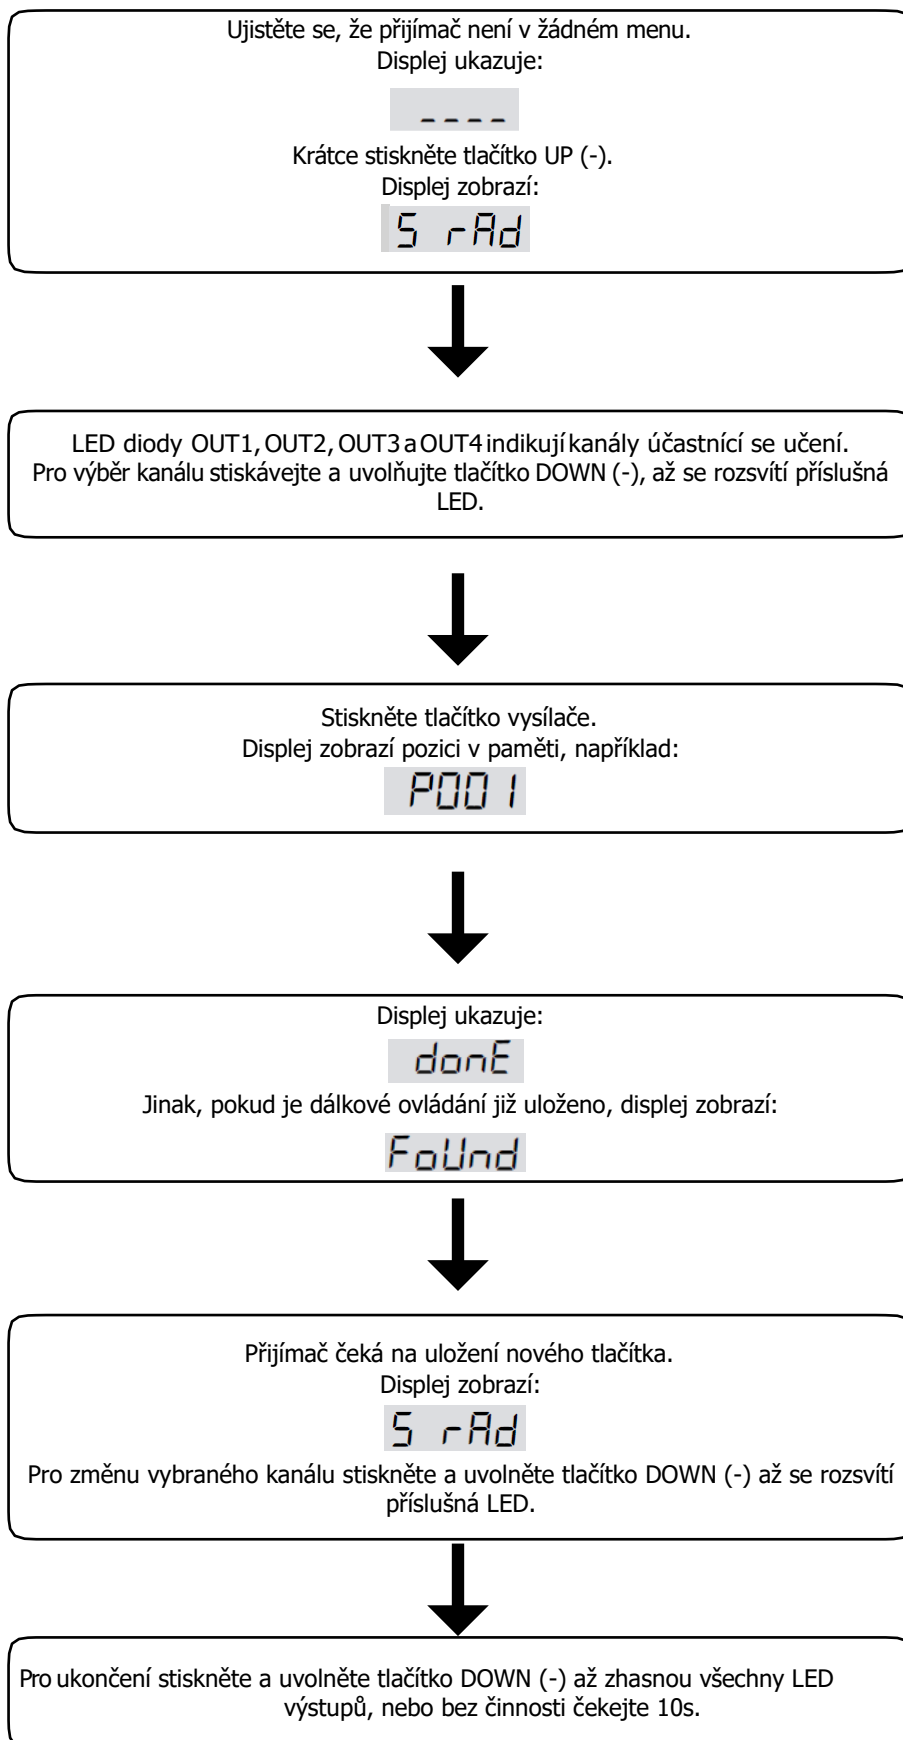 Ujistěte se, že přijímač není v žádném menu.
Displej ukazuje:
----
Krátce stiskněte tlačítko UP (-).
Displej zobrazí:
S rAd
LED diody OUT1, OUT2, OUT3 a OUT4 indikují kanály účastnící se učení.
Pro výběr kanálu stiskávejte a uvolňujte tlačítko DOWN (-), až se rozsvítí příslušná
LED.
Stiskněte tlačítko vysílače.
Displej zobrazí pozici v paměti, například:
P001
Displej ukazuje:
donE
Jinak, pokud je dálkové ovládání již uloženo, displej zobrazí:
FoUnd
Přijímač čeká na uložení nového tlačítka.
Displej zobrazí:
S rAd
Pro změnu vybraného kanálu stiskněte a uvolněte tlačítko DOWN (-) až se rozsvítí
příslušná LED.
Pro ukončení stiskněte a uvolněte tlačítko DOWN (-) až zhasnou všechny LED
výstupů, nebo bez činnosti čekejte 10s.